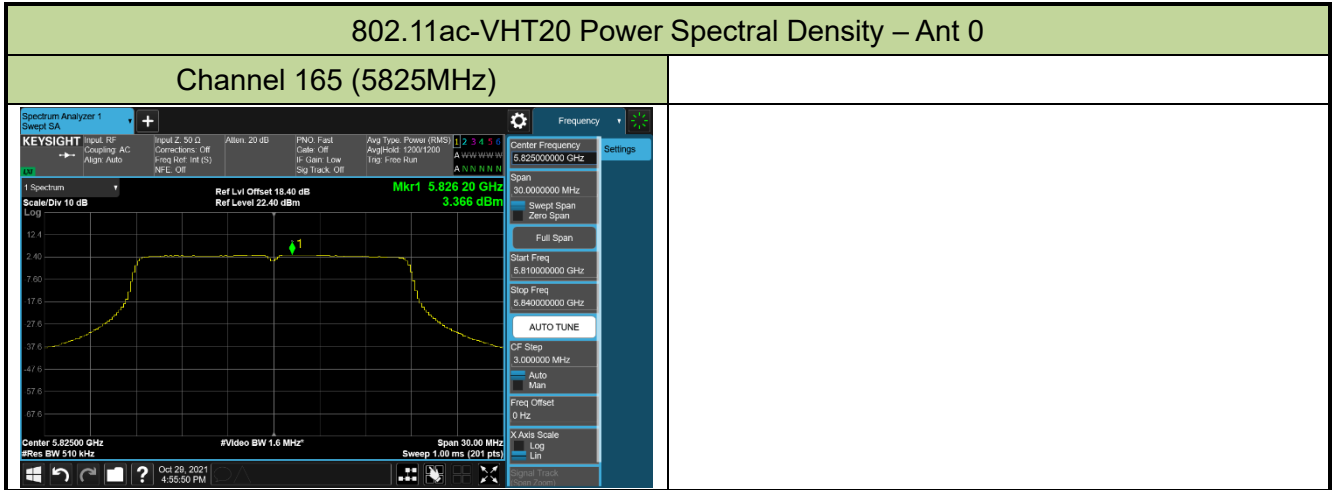 802.11ac-VHT20 Power Spectral Density – Ant 0
Channel 165 (5825MHz)
Spectrum Analyzer 1
Swept SA
+
Frequency
KEYSIGHT
Input: RF
Coupling: AC
Align: Auto
Input Z: 50 Ω
Corrections: Off
Freq Ref: Int (S)
NFE: Off
Atten: 20 dB
PNO: Fast
Gate: Off
IF Gain: Low
Sig Track: Off
Avg Type: Power (RMS)
Avg|Hold: 1200/1200
Trig: Free Run
1 2 3 4 5 6
A W W W W W
A N N N N N
1 Spectrum
Scale/Div 10 dB
Log
Ref Lvl Offset 18.40 dB
Ref Level 22.40 dBm
Mkr1 5.826 20 GHz
3.366 dBm
1
12.4
2.40
-7.60
-17.6
-27.6
-37.6
-47.6
-57.6
-67.6
Center 5.82500 GHz
#Res BW 510 kHz
#Video BW 1.6 MHz*
Span 30.00 MHz
Sweep 1.00 ms (201 pts)
Center Frequency
5.825000000 GHz
Settings
Span
30.0000000 MHz
Swept Span
Zero Span
Full Span
Start Freq
5.810000000 GHz
Stop Freq
5.840000000 GHz
AUTO TUNE
CF Step
3.000000 MHz
Auto
Man
Freq Offset
0 Hz
X Axis Scale
Log
Lin
Signal Track
(Span Zoom)
?
Oct 29, 2021
4:55:50 PM